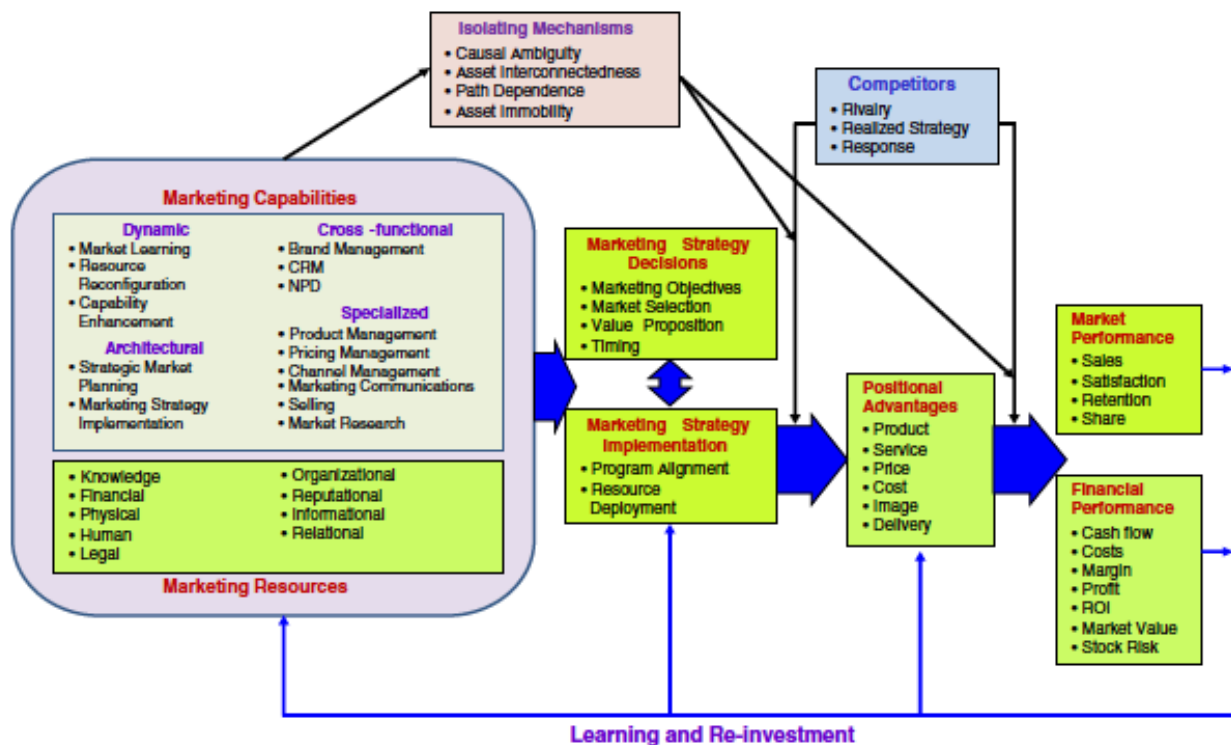 Isolating Mechanisms
• Causal Ambiguity
• Asset Interconnectedness
• Path Dependence
• Asset Immobility
Competitors
• Rivalry
• Realized Strategy
• Response
Marketing Capabilities
Dynamic
• Market Learning
• Resource
Reconfiguration
• Capability
Enhancement
Architectural
• Strategic Market
Planning
• Marketing Strategy
Implementation
Cross -functional
• Brand Management
• CRM
• NPD
Specialized
• Product Management
• Pricing Management
• Channel Management
• Marketing Communications
• Selling
• Market Research
• Knowledge
• Financial
• Physical
• Human
• Legal
• Organizational
• Reputational
• Informational
• Relational
Marketing Resources
Marketing Strategy
Decisions
• Marketing Objectives
• Market Selection
• Value Proposition
• Timing
Marketing Strategy
Implementation
• Program Alignment
• Resource
Deployment
Positional
Advantages
• Product
• Service
• Price
• Cost
• Image
• Delivery
Market
Performance
• Sales
• Satisfaction
• Retention
• Share
Financial
Performance
• Cash flow
• Costs
• Margin
• Profit
• ROI
• Market Value
• Stock Risk
Learning and Re-investment